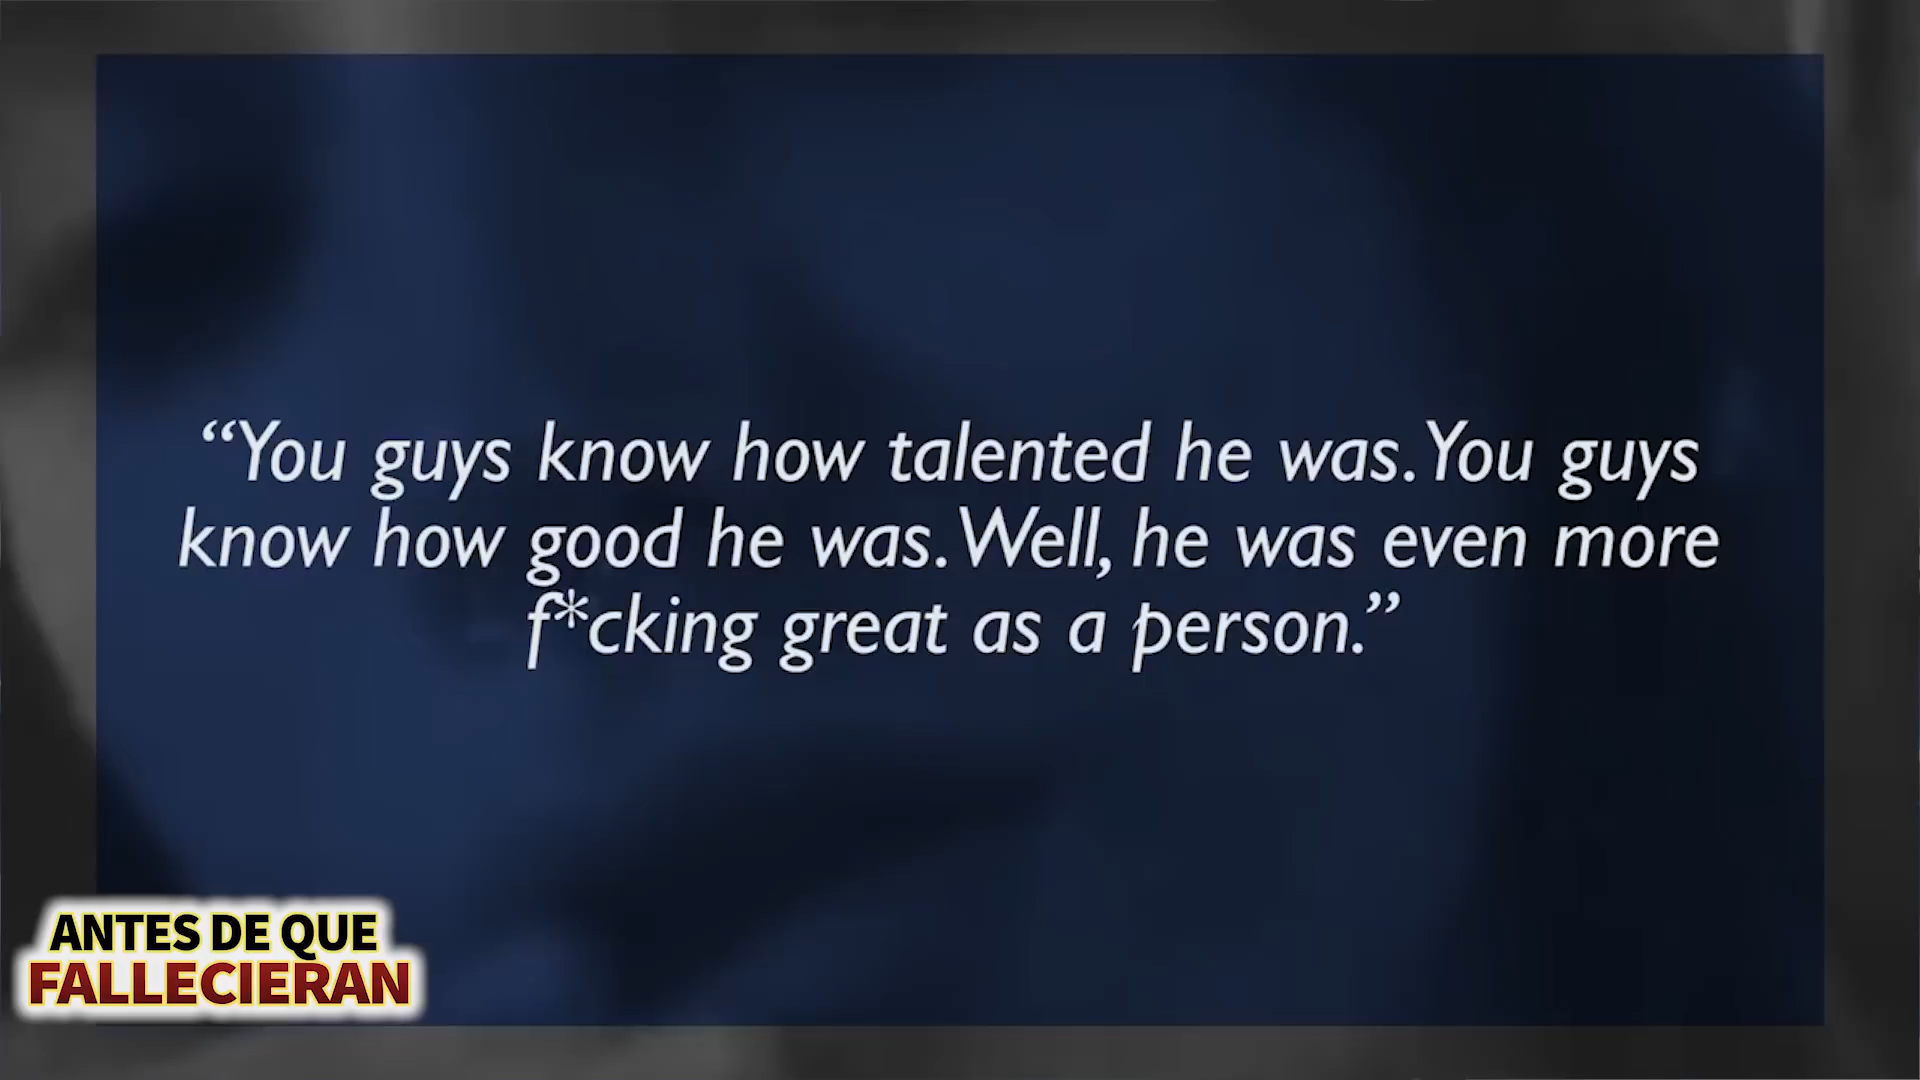 “You guys know how talented he was. You guys
know how good he was. Well, he was even more
f*cking great as a person.”
ANTES DE QUE
FALLECIERAN